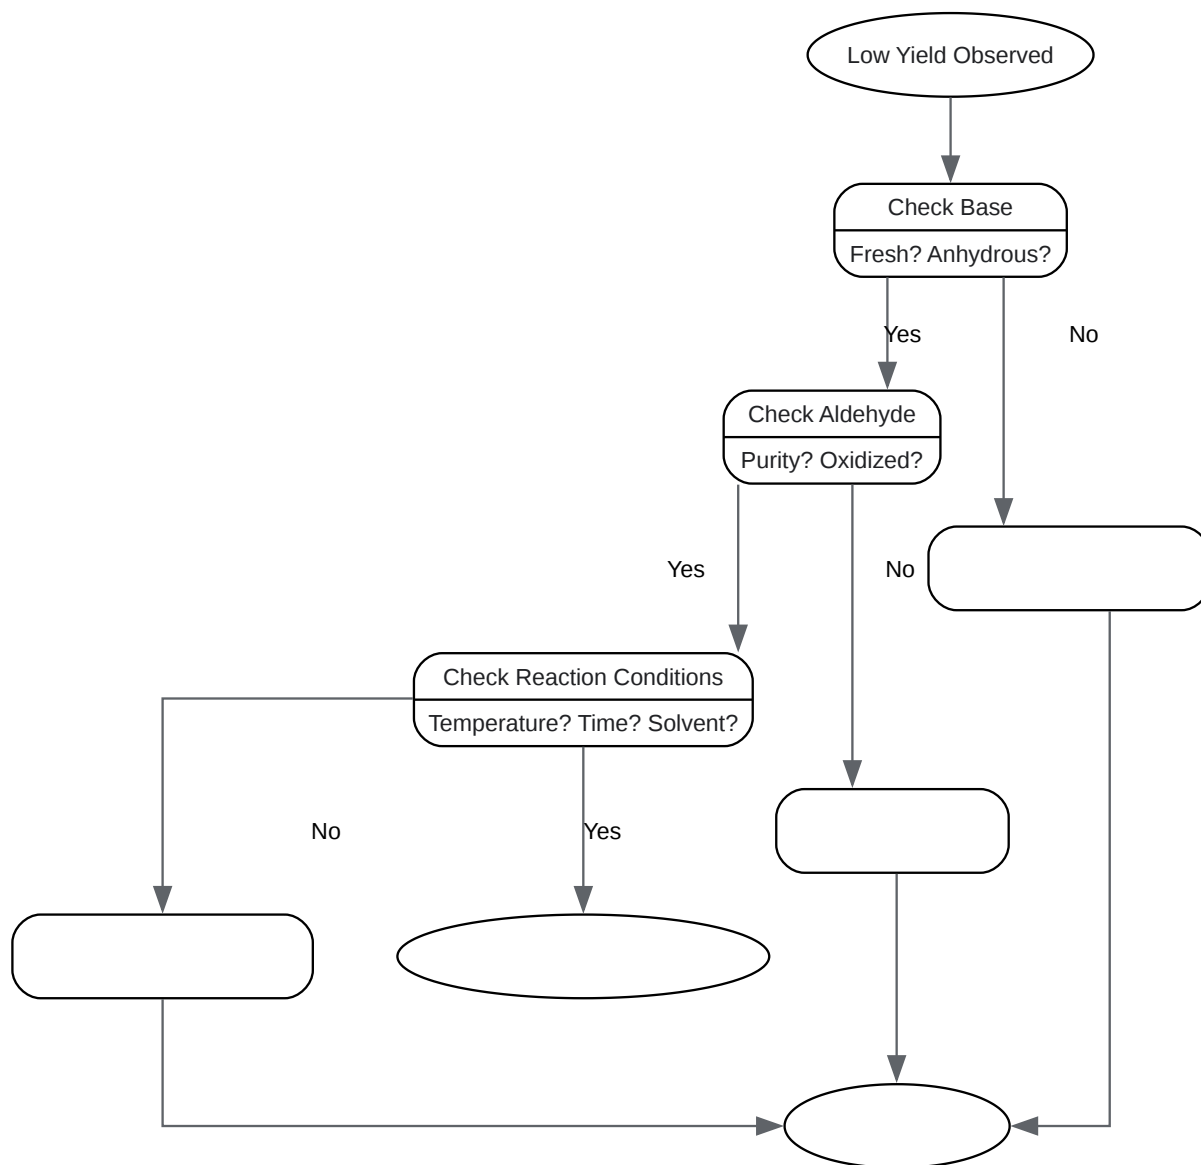 Low Yield Observed
Check Base
Fresh? Anhydrous?
Yes
No
Check Aldehyde
Purity? Oxidized?
Yes
No
Check Reaction Conditions
Temperature? Time? Solvent?
No
Yes